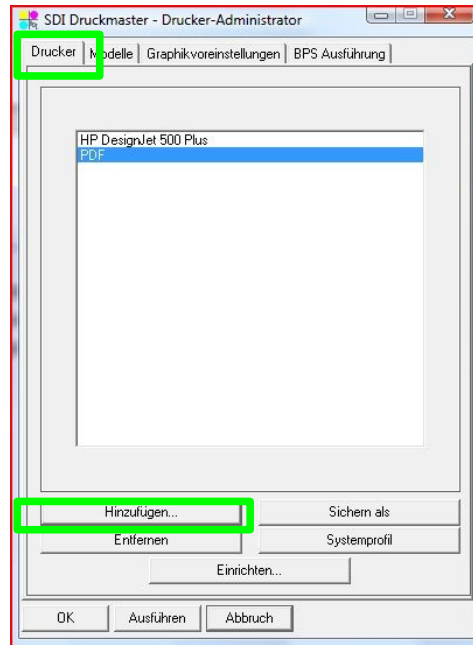 SDI Druckmaster - Drucker-Administrator
Drucker Modelle Graphikvoreinstellungen BPS Ausführung
HP DesignJet 500 Plus
PDF
Hinzufügen... Sichern als
Entfernen Systemprofil
Einrichten...
OK Ausführen Abbruch